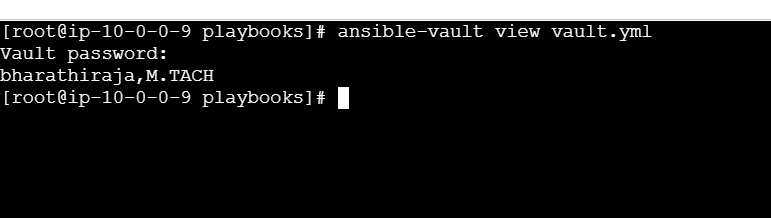 [root@ip-10-0-0-9 playbooks]# ansible-vault view vault.yml
Vault password:
bharathiraja,M.TACH
[root@ip-10-0-0-9 playbooks]#